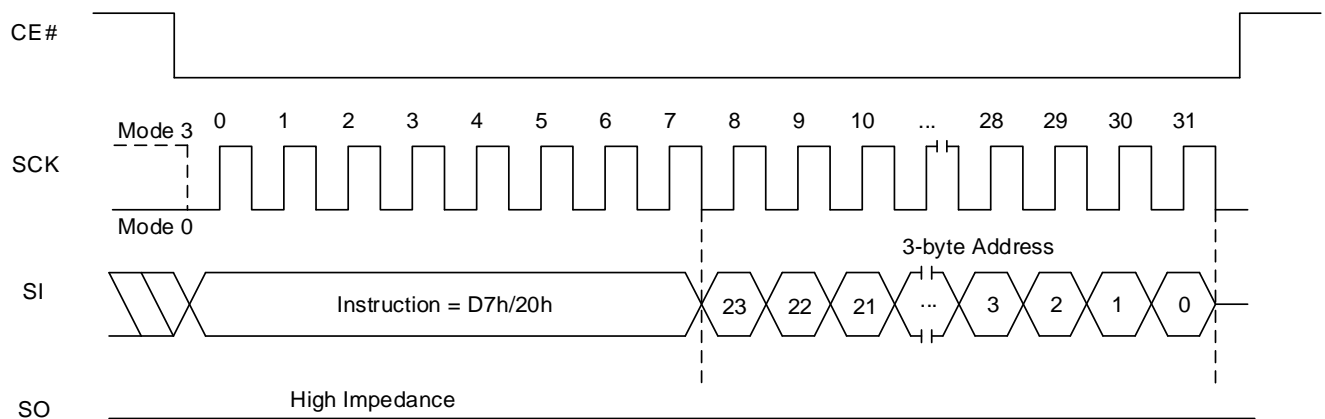 CE#
0 1 2 3 4 5 6 7 8 9 10 ... 28 29 30 31
Mode 3
SCK
Mode 0
3-byte Address
SI
Instruction = D7h/20h 23 22 21 ... 3 2 1 0
High Impedance
SO